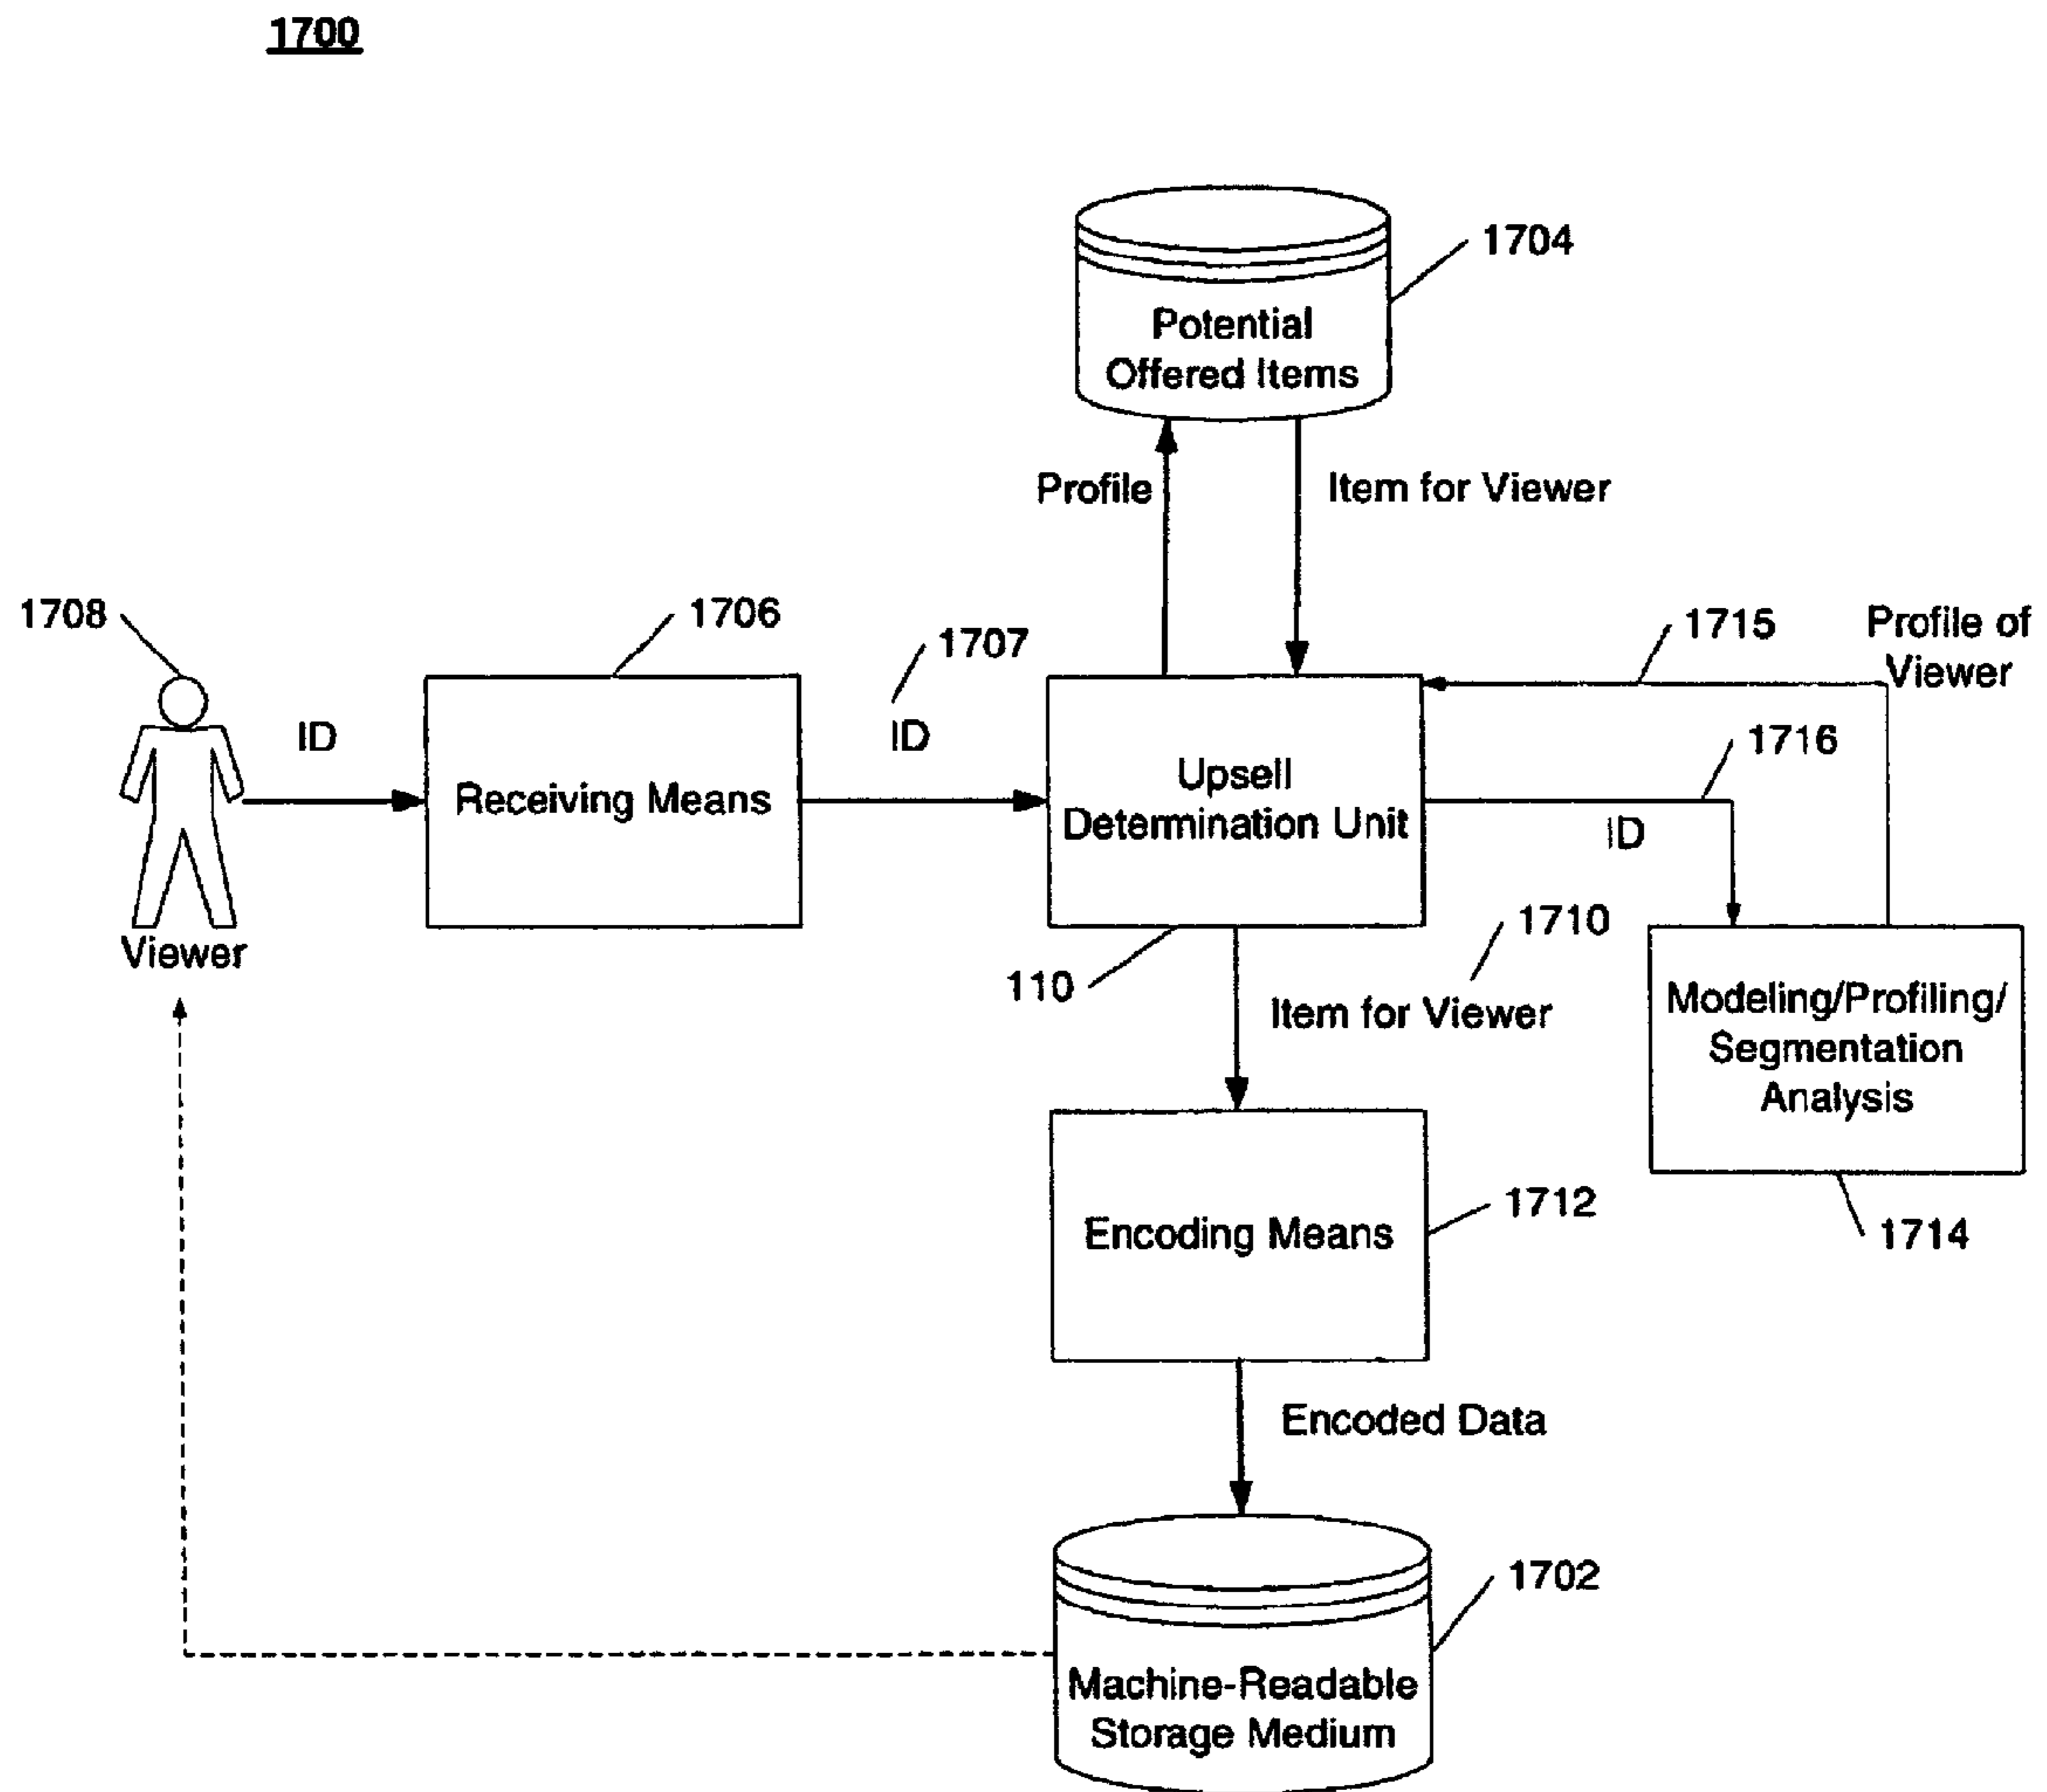 1700
1704
Potential
Offered Items
Profile
Item for Viewer
1708
1706
1707
1715
Profile of
Viewer
ID
ID
1716
Receiving Means
Upsell
Determination Unit
ID
Viewer
110
1710
Item for Viewer
Modeling/Profiling/
Segmentation
Analysis
1712
Encoding Means
1714
Encoded Data
1702
Machine-Readable
Storage Medium